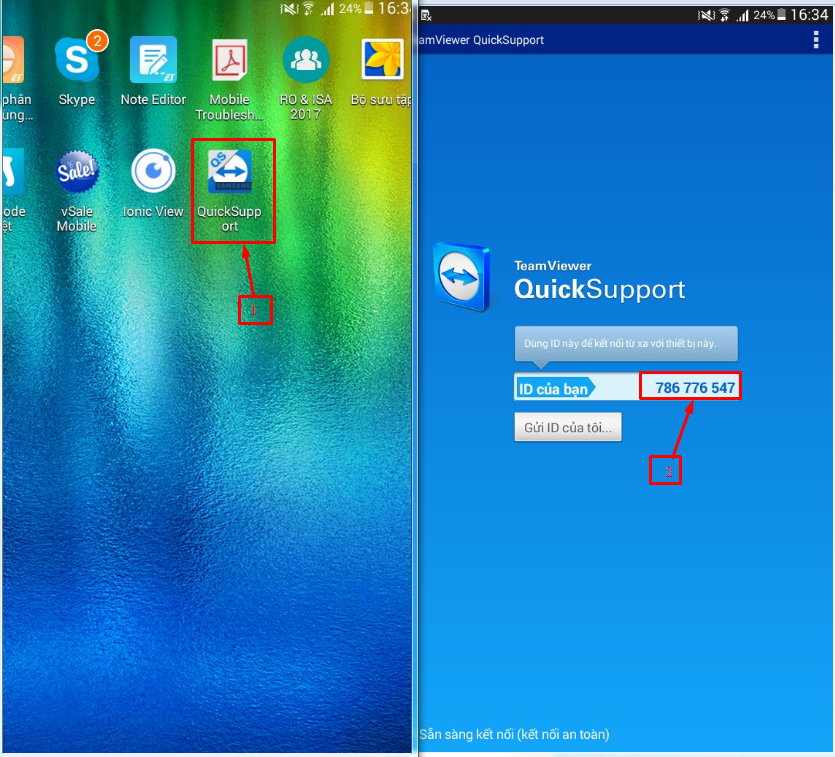 24% 16:34
2
phân
ung...
Skype
Note Editor
Mobile
Troublesh...
RO & ISA
2017
Bộ sưu tập
ode
ệt
vSale
Mobile
Sale!
Ionic View
QS
SAMSUNG
QuickSupp
ort
1
24% 16:34
eamViewer QuickSupport
TeamViewer
QuickSupport
Dùng ID này để kết nối từ xa với thiết bị này.
ID của bạn
786 776 547
Gửi ID của tôi...
2
Sẵn sàng kết nối (kết nối an toàn)